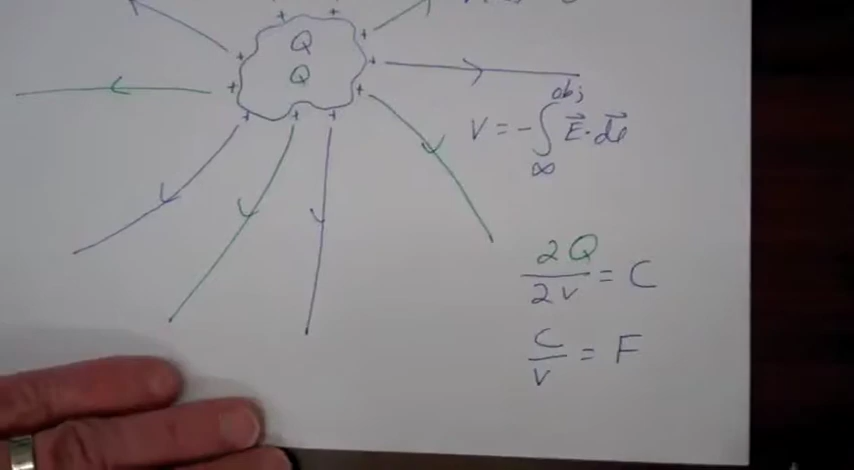 Q
Q
V = - ∫_∞^obj E⃗ · dℓ⃗
2Q/2V = C
C/V = F